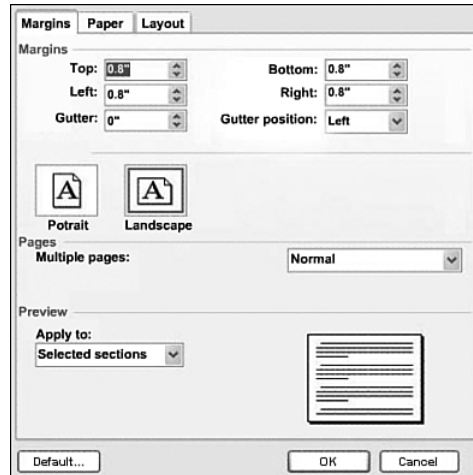 Margins Paper Layout
Margins
Top: 0.8" Bottom: 0.8"
Left: 0.8" Right: 0.8"
Gutter: 0" Gutter position: Left
A A
Potrait Landscape
Pages
Multiple pages: Normal
Preview
Apply to:
Selected sections
Default... OK Cancel